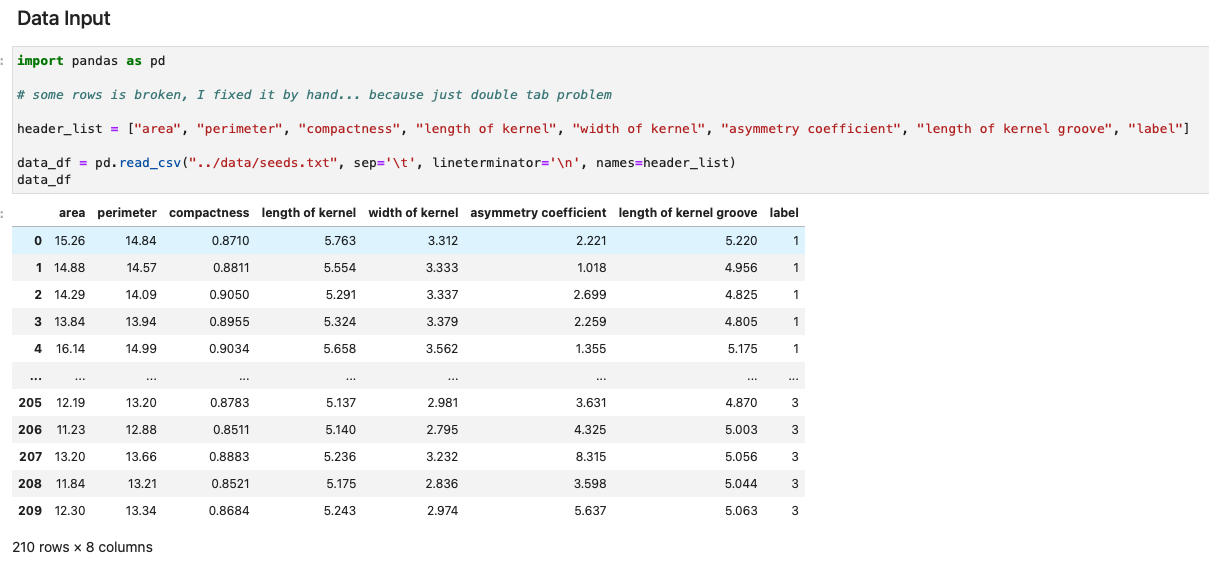 Data Input
:
import pandas as pd
# some rows is broken, I fixed it by hand... because just double tab problem
header_list = ["area", "perimeter", "compactness", "length of kernel", "width of kernel", "asymmetry coefficient", "length of kernel groove", "label"]
data_df = pd.read_csv("../data/seeds.txt", sep='\t', lineterminator='\n', names=header_list)
data_df
:
area perimeter compactness length of kernel width of kernel asymmetry coefficient length of kernel groove label
0 15.26 14.84 0.8710 5.763 3.312 2.221 5.220 1
1 14.88 14.57 0.8811 5.554 3.333 1.018 4.956 1
2 14.29 14.09 0.9050 5.291 3.337 2.699 4.825 1
3 13.84 13.94 0.8955 5.324 3.379 2.259 4.805 1
4 16.14 14.99 0.9034 5.658 3.562 1.355 5.175 1
... ... ... ... ... ... ... ... ...
205 12.19 13.20 0.8783 5.137 2.981 3.631 4.870 3
206 11.23 12.88 0.8511 5.140 2.795 4.325 5.003 3
207 13.20 13.66 0.8883 5.236 3.232 8.315 5.056 3
208 11.84 13.21 0.8521 5.175 2.836 3.598 5.044 3
209 12.30 13.34 0.8684 5.243 2.974 5.637 5.063 3
210 rows × 8 columns